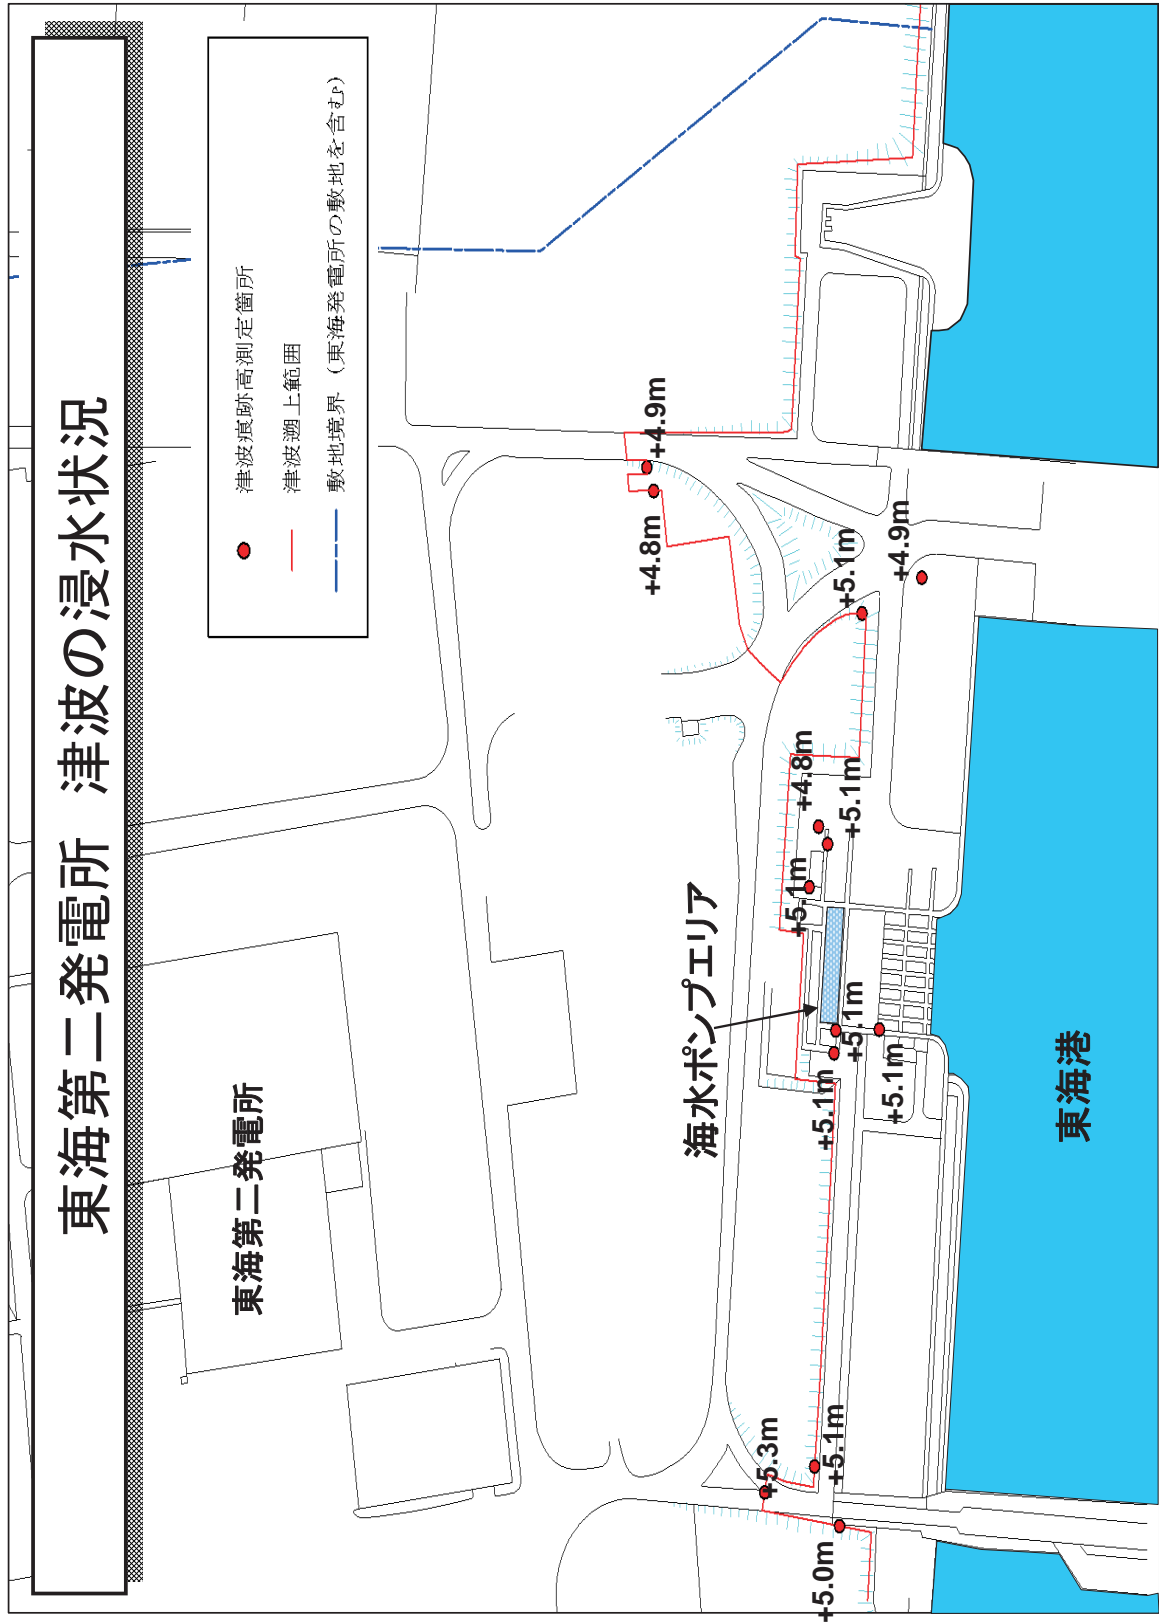 東海第二発電所　津波の浸水状況
津波痕跡高測定箇所
津波遡上範囲
敷地境界（東海発電所の敷地を含む）
東海第二発電所
+4.9m
+4.8m
+5.1m
+4.9m
+4.8m
+5.1m
+5.1m
海水ポンプエリア
+5.1m
+5.1m
+5.1m
+5.3m
+5.1m
+5.0m
東海港